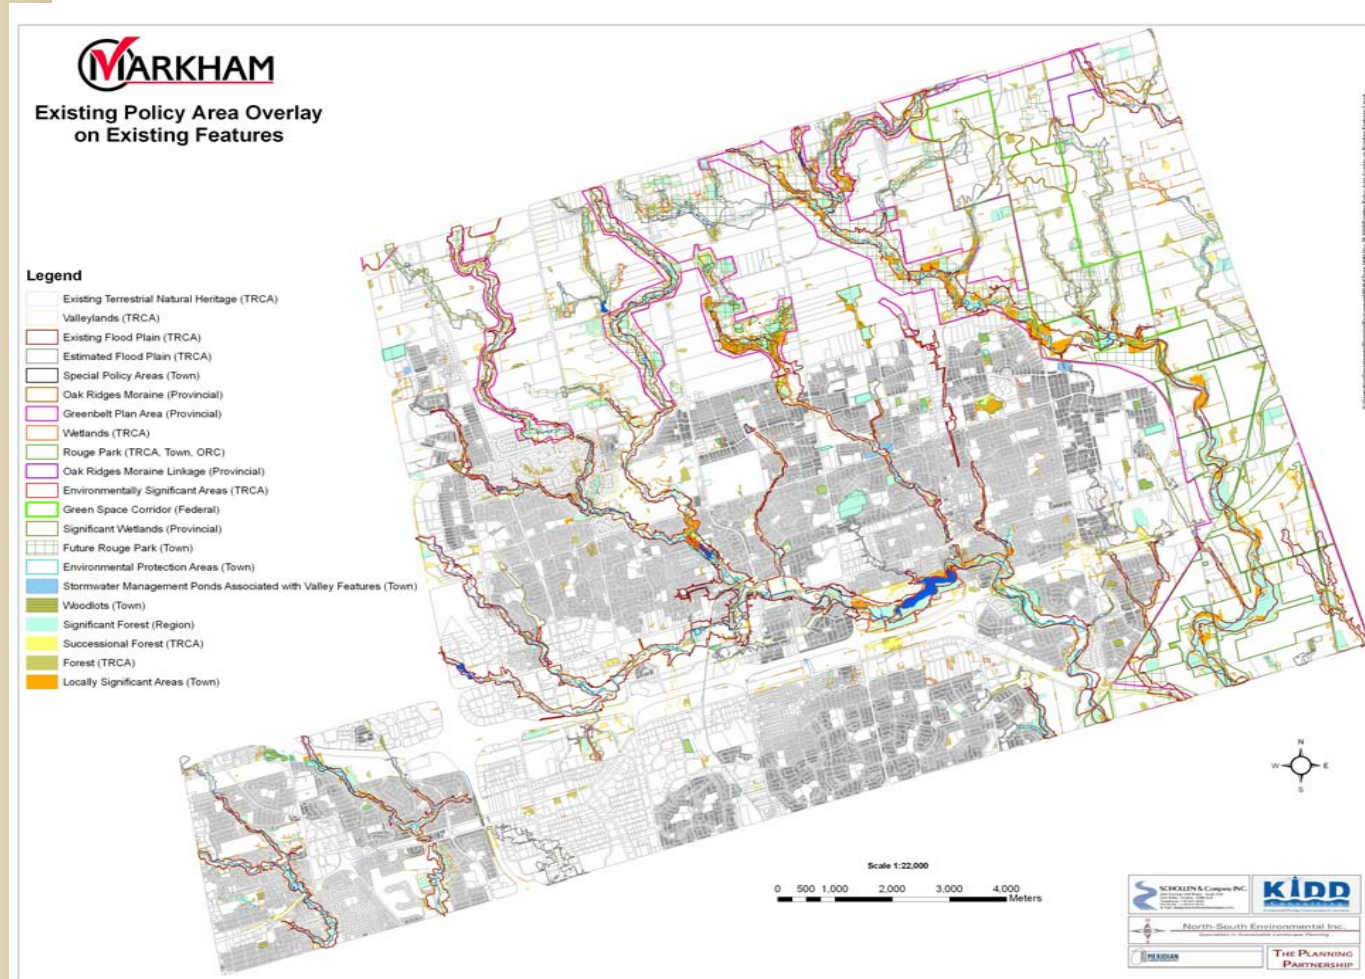 MARKHAM
Existing Policy Area Overlay
on Existing Features
Legend
Existing Terrestrial Natural Heritage (TRCA)
Valleylands (TRCA)
Existing Flood Plain (TRCA)
Estimated Flood Plain (TRCA)
Special Policy Areas (Town)
Oak Ridges Moraine (Provincial)
Greenbelt Plan Area (Provincial)
Wetlands (TRCA)
Rouge Park (TRCA, Town, ORC)
Oak Ridges Moraine Linkage (Provincial)
Environmentally Significant Areas (TRCA)
Green Space Corridor (Federal)
Significant Wetlands (Provincial)
Future Rouge Park (Town)
Environmental Protection Areas (Town)
Stormwater Management Ponds Associated with Valley Features (Town)
Woodlots (Town)
Significant Forest (Region)
Successional Forest (TRCA)
Forest (TRCA)
Locally Significant Areas (Town)
N
W E
S
Scale 1:22,000
0 500 1,000 2,000 3,000 4,000
Meters
SCHOLLEN & Company INC.
KIDD
North-South Environmental Inc.
Specialists in Sustainable Landscape Planning
MERIDIAN
THE PLANNING
PARTNERSHIP